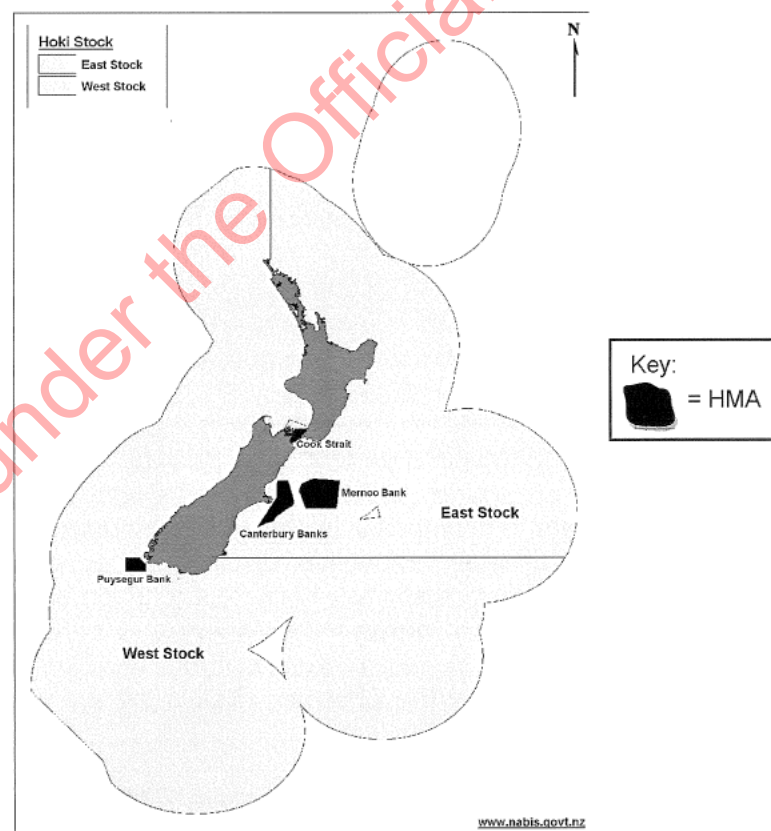 under the Official
Hoki Stock
East Stock
West Stock
N
Key:
= HMA
Cook Strait
Mernoo Bank
East Stock
Canterbury Banks
Puysegur Bank
West Stock
www.nabis.govt.nz